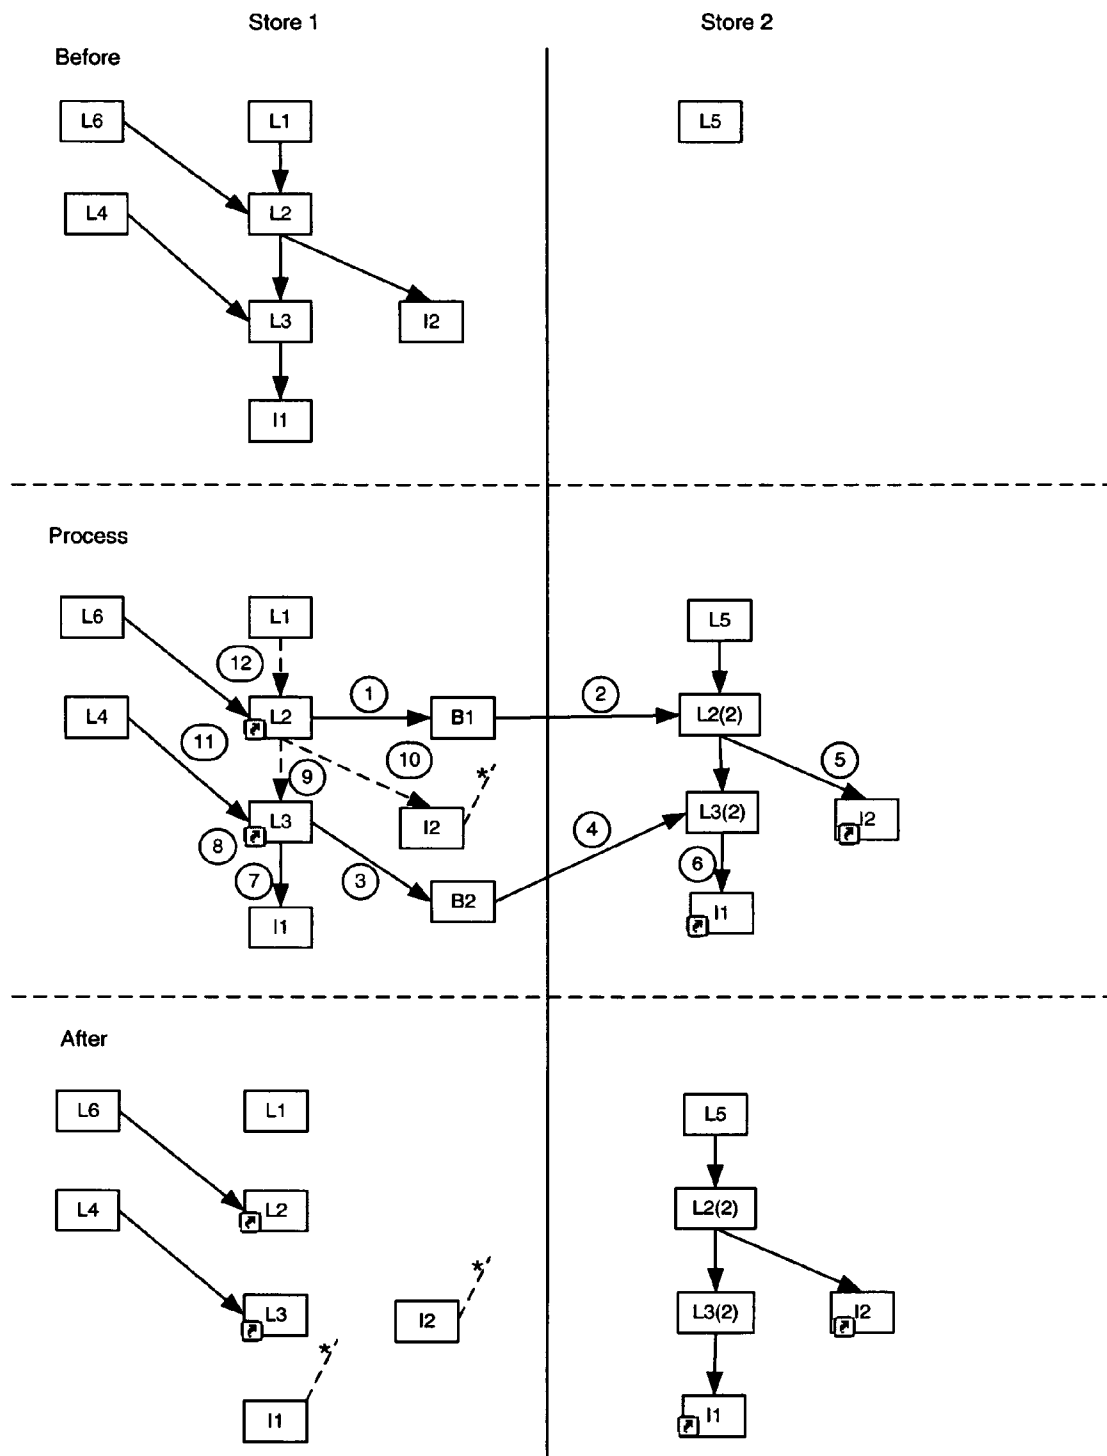 Store 1 Store 2
Before
L6 L1 L5
L4 L2
L3 I2
I1
Process
L6 L1 L5
12
L4 L2 1 B1 2 L2(2)
11 9 10 *' 5
L3 I2 L3(2) I2
8 4
7 3 B2 6
I1 I1
After
L6 L1 L5
L4 L2 L2(2)
*'
L3 I2 L3(2) I2
*'
I1 I1